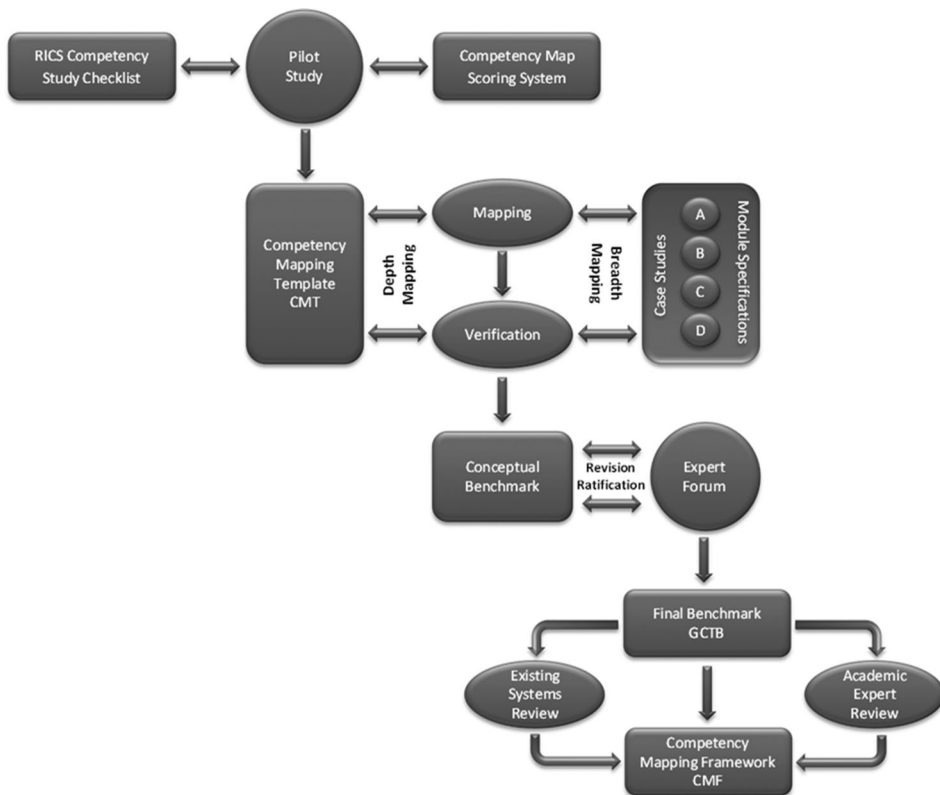 RICS Competency
Study Checklist
Pilot
Study
Competency Map
Scoring System
Competency
Mapping
Template
CMT
Depth
Mapping
Mapping
Verification
Breadth
Mapping
Case Studies
A
B
C
D
Module Specifications
Conceptual
Benchmark
Revision
Ratification
Expert
Forum
Final Benchmark
GCTB
Existing
Systems
Review
Academic
Expert
Review
Competency
Mapping Framework
CMF